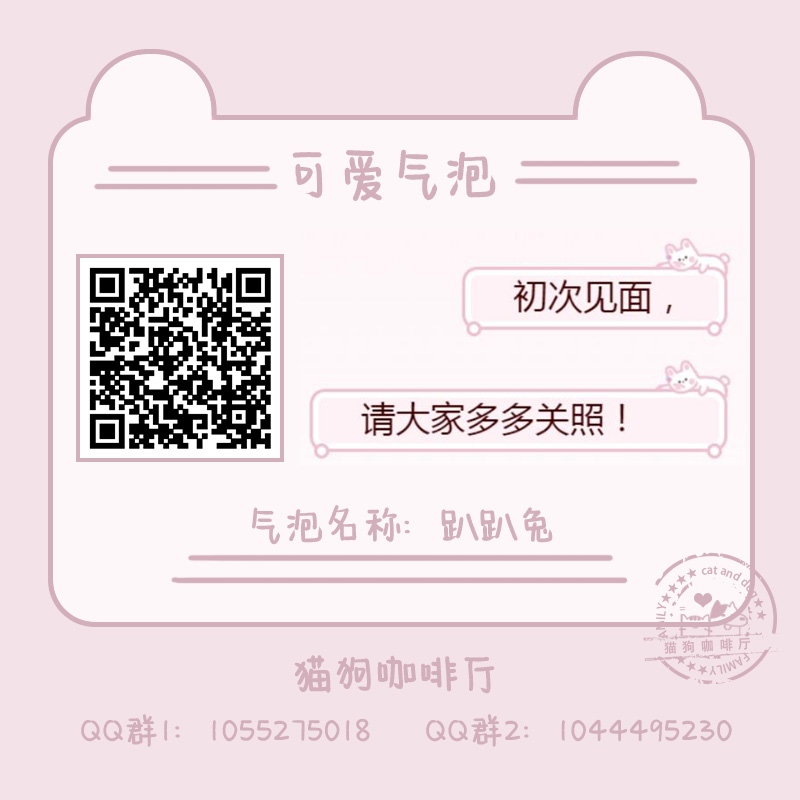 可爱气泡
初次见面，
请大家多多关照！
气泡名称: 趴趴兔
cat and dog
FAMILY
猫狗咖啡厅
FAMILY
猫狗咖啡厅
QQ群1: 1055275018 QQ群2: 1044495230